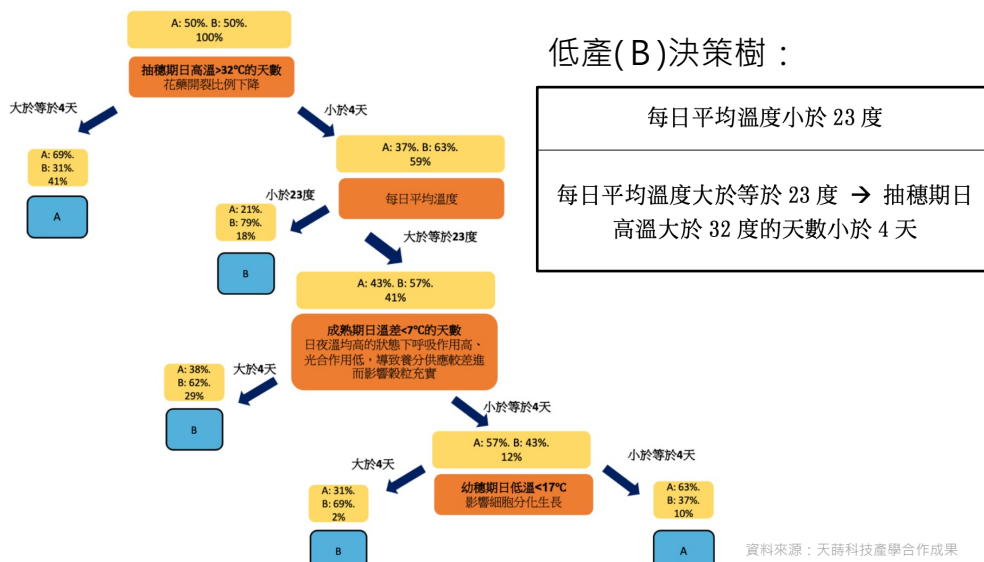 A: 50%. B: 50%.
100%
抽穗期日高溫>32°C的天數
花藥開裂比例下降
大於等於4天
小於4天
A: 69%.
B: 31%.
41%
A
A: 37%. B: 63%.
59%
每日平均溫度
小於23度
大於等於23度
A: 21%.
B: 79%.
18%
B
A: 43%. B: 57%.
41%
成熟期日溫差<7°C的天數
日夜溫均高的狀態下呼吸作用高、
光合作用低，導致養分供應較差進
而影響穀粒充實
大於4天
小於等於4天
A: 38%.
B: 62%.
29%
B
A: 57%. B: 43%.
12%
幼穗期日低溫<17°C
影響細胞分化生長
大於4天
小於等於4天
A: 31%.
B: 69%.
2%
B
A: 63%.
B: 37%.
10%
A
低產(B)決策樹：
每日平均溫度小於 23 度
每日平均溫度大於等於 23 度 → 抽穗期日
高溫大於 32 度的天數小於 4 天
資料來源：天蒔科技產學合作成果